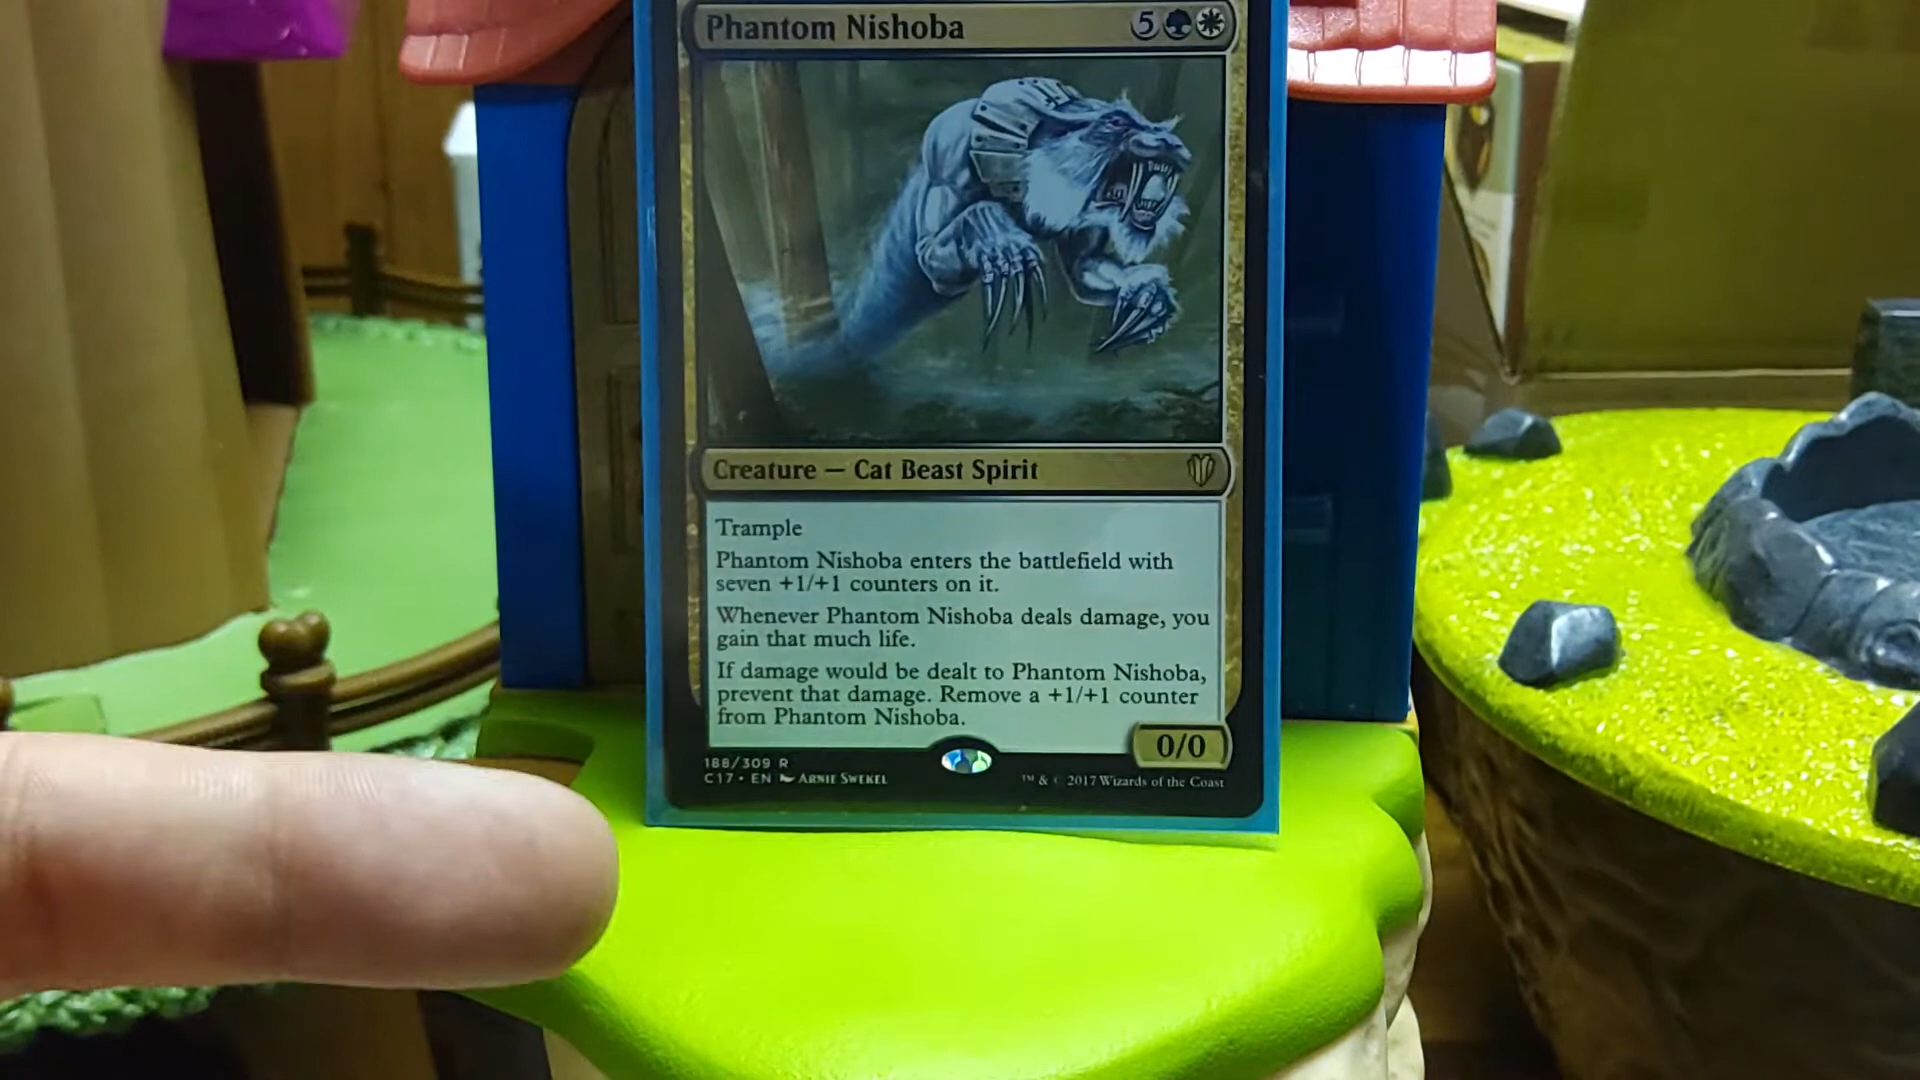 Phantom Nishoba 5
Creature — Cat Beast Spirit
Trample
Phantom Nishoba enters the battlefield with
seven +1/+1 counters on it.
Whenever Phantom Nishoba deals damage, you
gain that much life.
If damage would be dealt to Phantom Nishoba,
prevent that damage. Remove a +1/+1 counter
from Phantom Nishoba.
0/0
188/309 R
C17 • EN Arnie Swekel
™ & © 2017 Wizards of the Coast